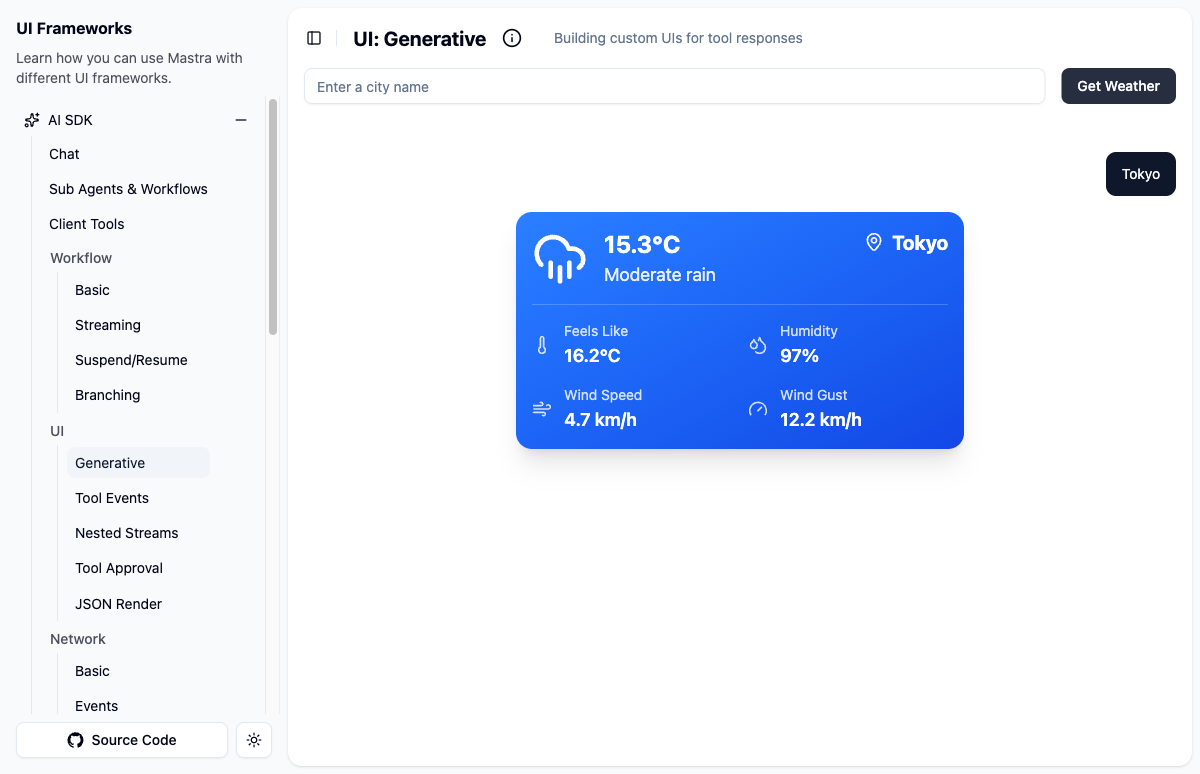 UI Frameworks
Learn how you can use Mastra with
different UI frameworks.
AI SDK
Chat
Sub Agents & Workflows
Client Tools
Workflow
Basic
Streaming
Suspend/Resume
Branching
UI
Generative
Tool Events
Nested Streams
Tool Approval
JSON Render
Network
Basic
Events
Source Code
UI: Generative
Building custom UIs for tool responses
Enter a city name
Get Weather
Tokyo
15.3°C
Moderate rain
Tokyo
Feels Like
16.2°C
Humidity
97%
Wind Speed
4.7 km/h
Wind Gust
12.2 km/h